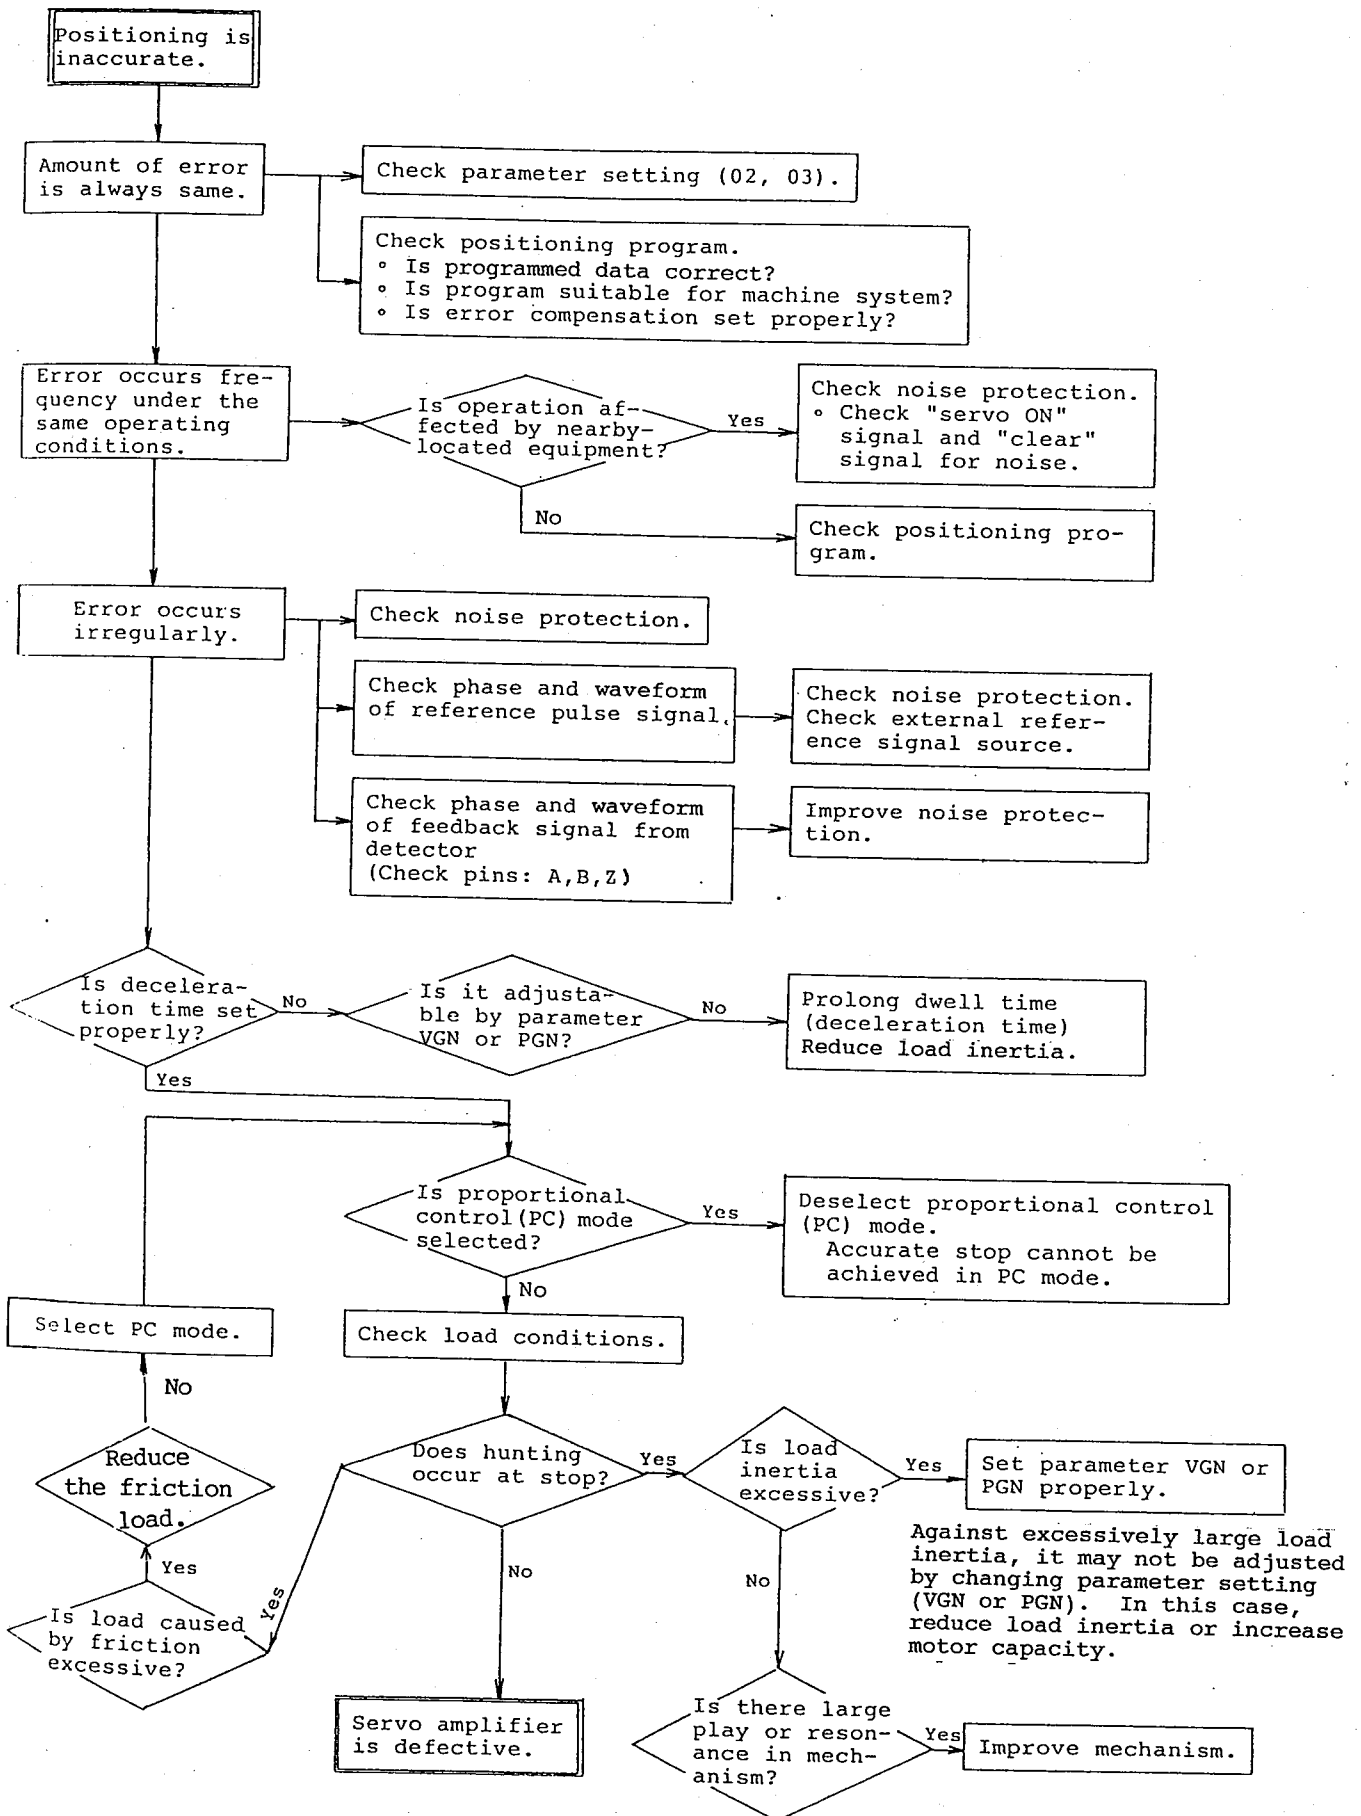 Positioning is
inaccurate.
Amount of error
is always same.
Check parameter setting (02, 03).
Check positioning program.
° Is programmed data correct?
° Is program suitable for machine system?
° Is error compensation set properly?
Error occurs fre-
quency under the
same operating
conditions.
Is operation af-
fected by nearby-
located equipment?
Yes
Check noise protection.
° Check "servo ON"
signal and "clear"
signal for noise.
No
Check positioning pro-
gram.
Error occurs
irregularly.
Check noise protection.
Check phase and waveform
of reference pulse signal.
Check noise protection.
Check external refer-
ence signal source.
Check phase and waveform
of feedback signal from
detector
(Check pins: A,B,Z)
Improve noise protec-
tion.
Is decelera-
tion time set
properly?
No
Is it adjusta-
ble by parameter
VGN or PGN?
No
Prolong dwell time
(deceleration time)
Reduce load inertia.
Yes
Is proportional
control(PC) mode
selected?
Yes
Deselect proportional control
(PC) mode.
Accurate stop cannot be
achieved in PC mode.
No
Select PC mode.
Check load conditions.
No
Reduce
the friction
load.
Does hunting
occur at stop?
Yes
Is load
inertia
excessive?
Yes
Set parameter VGN or
PGN properly.
Against excessively large load
inertia, it may not be adjusted
by changing parameter setting
(VGN or PGN). In this case,
reduce load inertia or increase
motor capacity.
Yes
Yes
No
No
Is load caused
by friction
excessive?
Servo amplifier
is defective.
Is there large
play or reson-
ance in mech-
anism?
Yes
Improve mechanism.